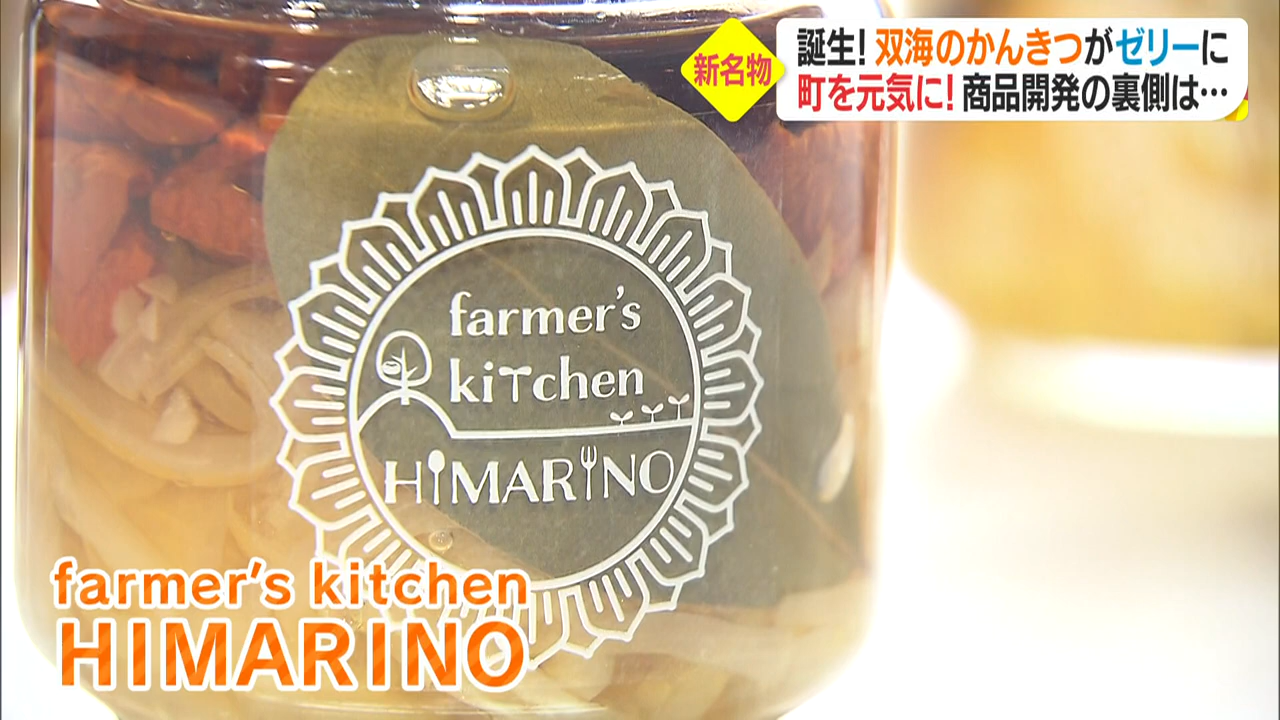 新名物
誕生!双海のかんきつがゼリーに
町を元気に!商品開発の裏側は…
farmer's
kitchen
HIMARINO
farmer's kitchen
HIMARINO